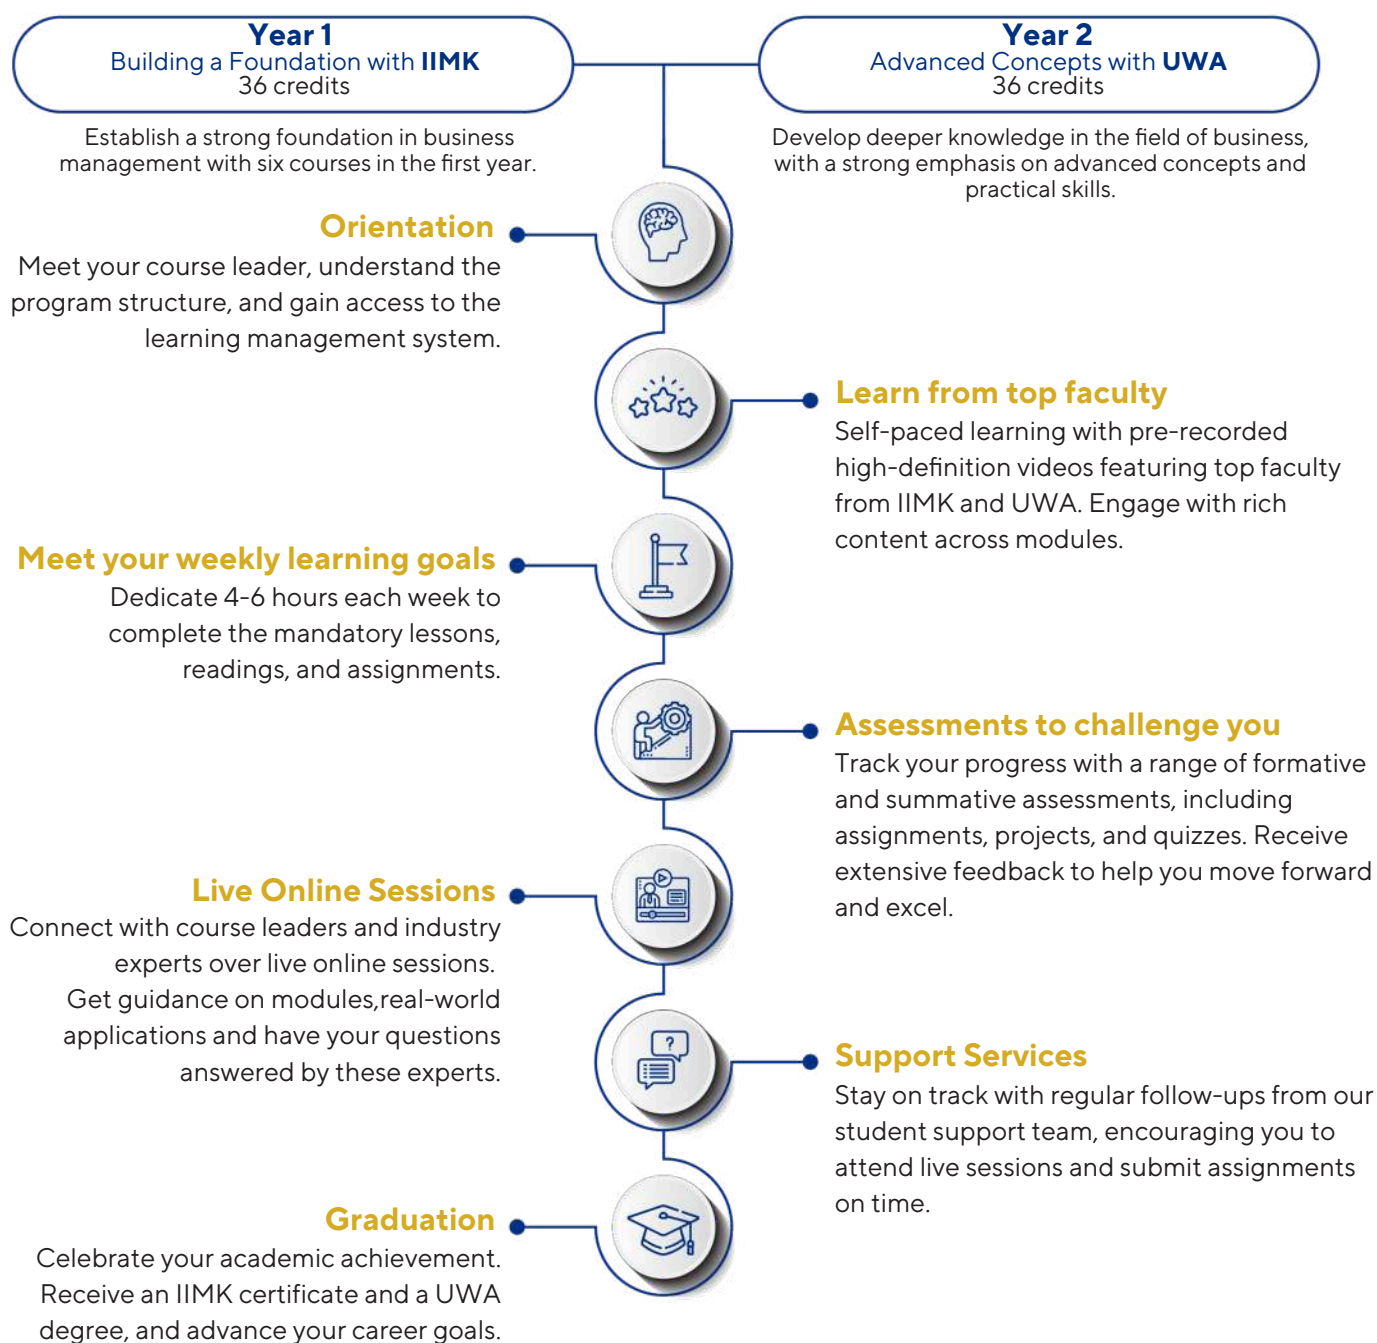 Year 1
Building a Foundation with IIMK
36 credits
Establish a strong foundation in business
management with six courses in the first year.
Year 2
Advanced Concepts with UWA
36 credits
Develop deeper knowledge in the field of business,
with a strong emphasis on advanced concepts and
practical skills.
Orientation
Meet your course leader, understand the
program structure, and gain access to the
learning management system.
Learn from top faculty
Self-paced learning with pre-recorded
high-definition videos featuring top faculty
from IIMK and UWA. Engage with rich
content across modules.
Meet your weekly learning goals
Dedicate 4-6 hours each week to
complete the mandatory lessons,
readings, and assignments.
Assessments to challenge you
Track your progress with a range of formative
and summative assessments, including
assignments, projects, and quizzes. Receive
extensive feedback to help you move forward
and excel.
Live Online Sessions
Connect with course leaders and industry
experts over live online sessions.
Get guidance on modules,real-world
applications and have your questions
answered by these experts.
?
Support Services
Stay on track with regular follow-ups from our
student support team, encouraging you to
attend live sessions and submit assignments
on time.
Graduation
Celebrate your academic achievement.
Receive an IIMK certificate and a UWA
degree, and advance your career goals.